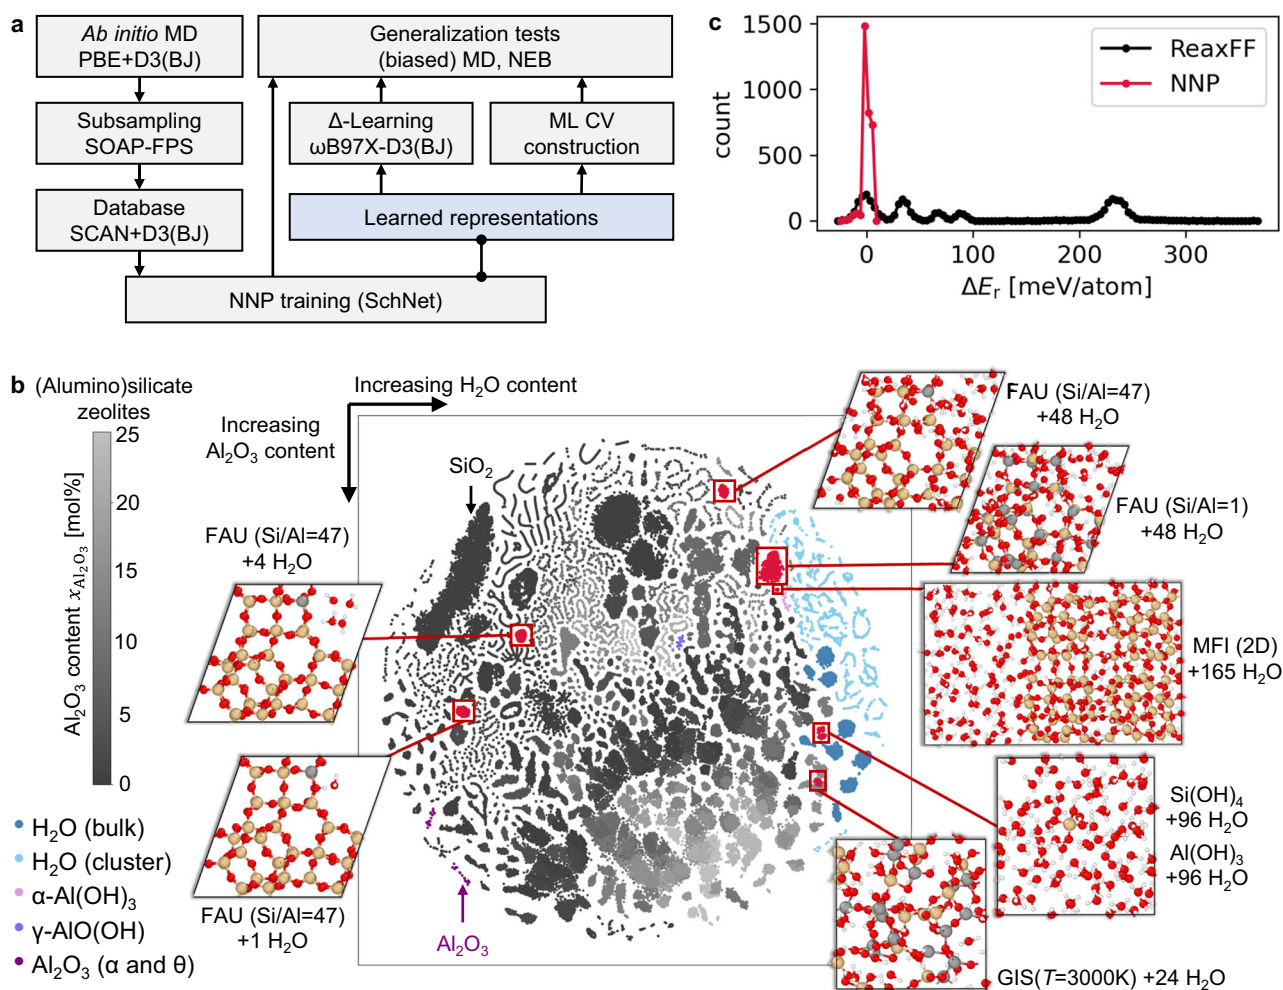 a
Ab initio MD
PBE+D3(BJ)
Subsampling
SOAP-FPS
Database
SCAN+D3(BJ)
Generalization tests
(biased) MD, NEB
Δ-Learning
ωB97X-D3(BJ)
ML CV
construction
Learned representations
NNP training (SchNet)
c
1500
1000
500
0
count
ReaxFF
NNP
0
100
200
300
ΔEr [meV/atom]
b
(Alumino)silicate
zeolites
25
20
15
10
5
0
Al2O3 content xAl2O3 [mol%]
Increasing H2O content
Increasing
Al2O3 content
SiO2
FAU (Si/Al=47)
+4 H2O
FAU (Si/Al=47)
+1 H2O
FAU (Si/Al=47)
+48 H2O
FAU (Si/Al=1)
+48 H2O
MFI (2D)
+165 H2O
Si(OH)4
+96 H2O
Al(OH)3
+96 H2O
GIS(T=3000K) +24 H2O
Al2O3
H2O (bulk)
H2O (cluster)
α-Al(OH)3
γ-AlO(OH)
Al2O3 (α and θ)